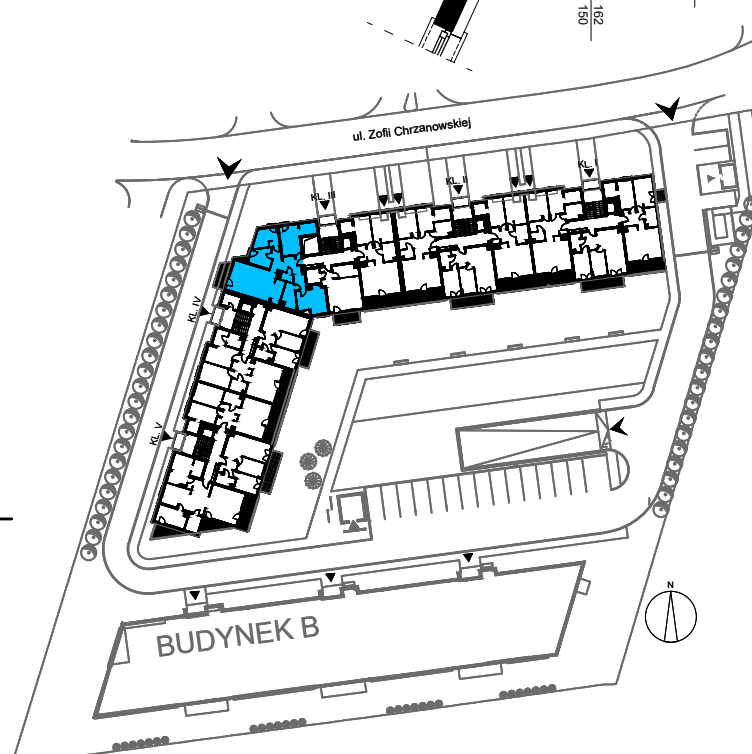 150
162
ul. Zofii Chrzanowskiej
KL. I
KL. II
KL. III
KL. IV
KL. V
N
BUDYNEK B